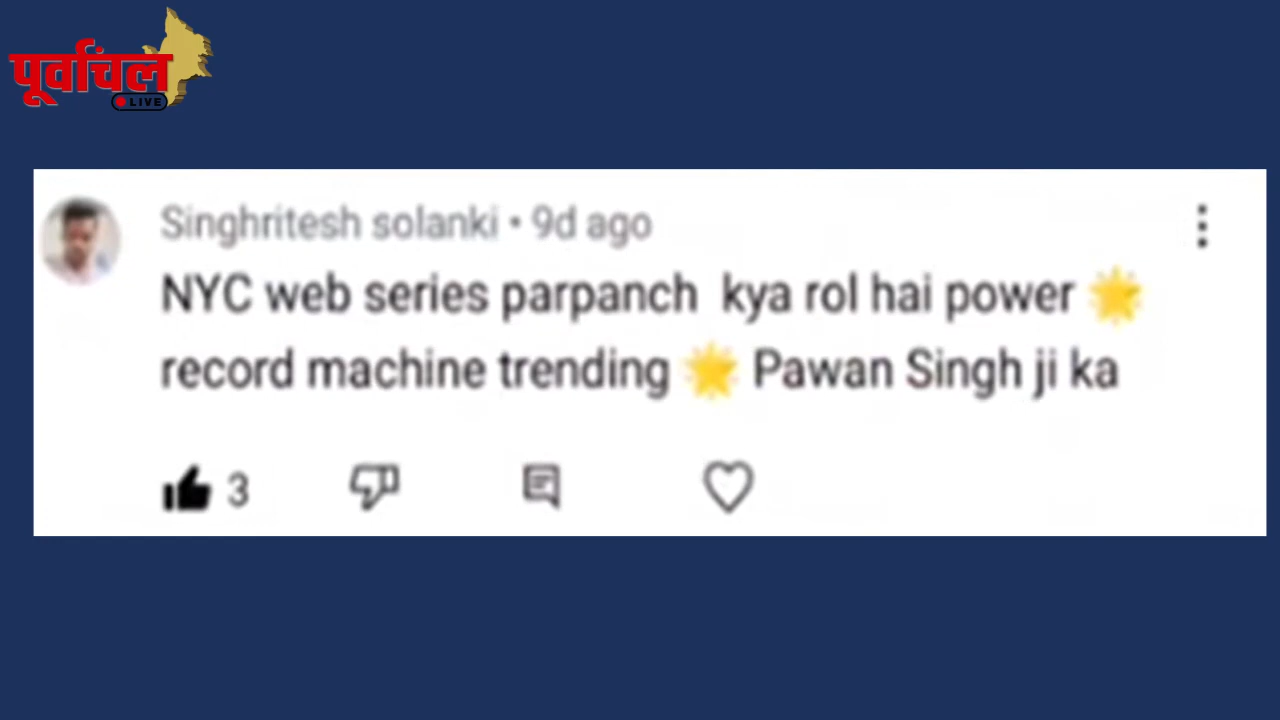 पूर्वांचल
LIVE
Singhritesh solanki • 9d ago
NYC web series parpanch kya rol hai power 🌟
record machine trending 🌟 Pawan Singh ji ka
3